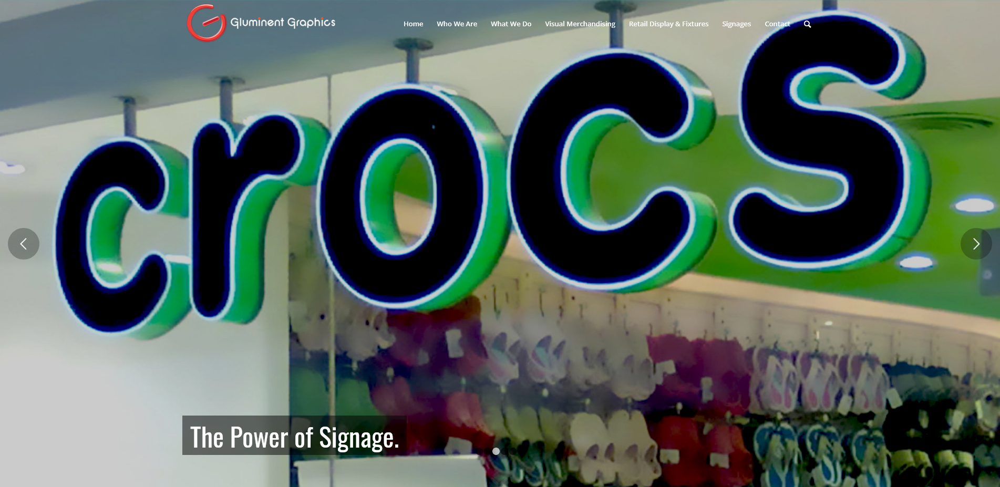 Gluminent Graphics
Home Who We Are What We Do Visual Merchandising Retail Display & Fixtures Signages Contact
crocs
The Power of Signage.